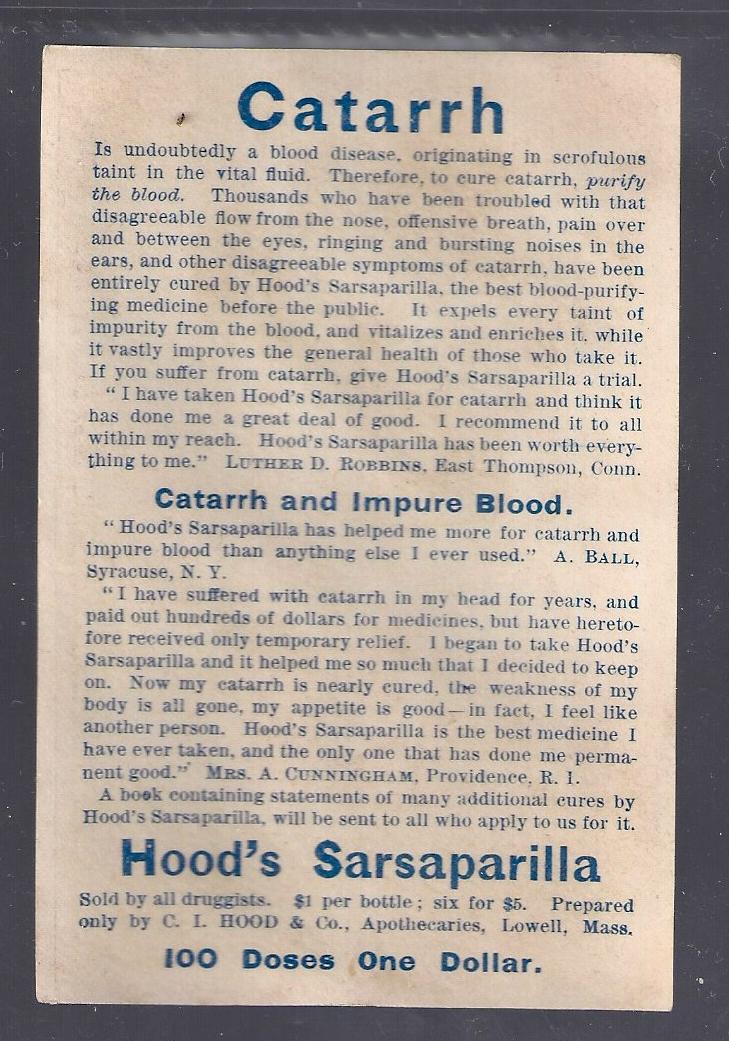 Catarrh
Is undoubtedly a blood disease, originating in scrofulous
taint in the vital fluid. Therefore, to cure catarrh, purify
the blood. Thousands who have been troubled with that
disagreeable flow from the nose, offensive breath, pain over
and between the eyes, ringing and bursting noises in the
ears, and other disagreeable symptoms of catarrh, have been
entirely cured by Hood's Sarsaparilla, the best blood-purify-
ing medicine before the public. It expels every taint of
impurity from the blood, and vitalizes and enriches it, while
it vastly improves the general health of those who take it.
If you suffer from catarrh, give Hood's Sarsaparilla a trial.
"I have taken Hood's Sarsaparilla for catarrh and think it
has done me a great deal of good. I recommend it to all
within my reach. Hood's Sarsaparilla has been worth every-
thing to me." LUTHER D. ROBBINS, East Thompson, Conn.
Catarrh and Impure Blood.
"Hood's Sarsaparilla has helped me more for catarrh and
impure blood than anything else I ever used." A. BALL,
Syracuse, N. Y.
"I have suffered with catarrh in my head for years, and
paid out hundreds of dollars for medicines, but have hereto-
fore received only temporary relief. I began to take Hood's
Sarsaparilla and it helped me so much that I decided to keep
on. Now my catarrh is nearly cured, the weakness of my
body is all gone, my appetite is good—in fact, I feel like
another person. Hood's Sarsaparilla is the best medicine I
have ever taken, and the only one that has done me perma-
nent good." MRS. A. CUNNINGHAM, Providence, R. I.
A book containing statements of many additional cures by
Hood's Sarsaparilla, will be sent to all who apply to us for it.
Hood's Sarsaparilla
Sold by all druggists. $1 per bottle; six for $5. Prepared
only by C. I. HOOD & Co., Apothecaries, Lowell, Mass.
100 Doses One Dollar.